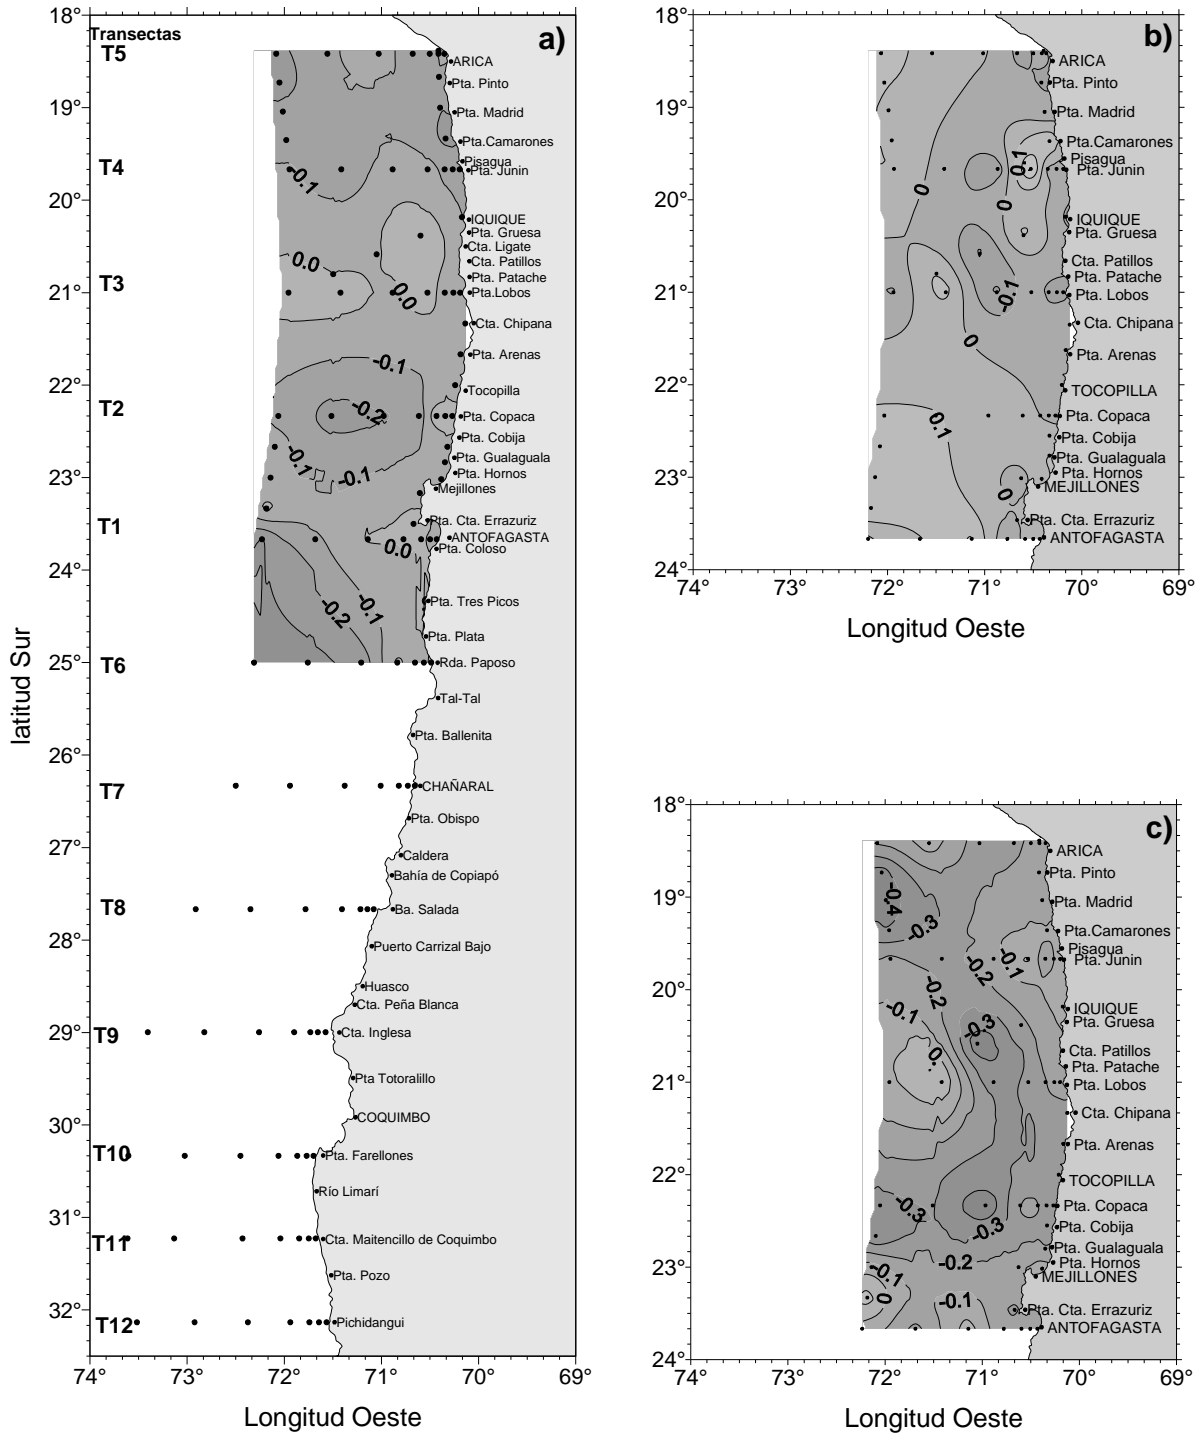 a)
Transectas
T5
T4
T3
T2
T1
T6
T7
T8
T9
T10
T11
T12
18°
19°
20°
21°
22°
23°
24°
25°
26°
27°
28°
29°
30°
31°
32°
latitud Sur
74°
73°
72°
71°
70°
69°
Longitud Oeste
ARICA
Pta. Pinto
Pta. Madrid
Pta.Camarones
Pisagua
Pta. Junin
IQUIQUE
Pta. Gruesa
Cta. Ligate
Cta. Patillos
Pta. Patache
Pta.Lobos
Cta. Chipana
Pta. Arenas
Tocopilla
Pta. Copaca
Pta. Cobija
Pta. Gualaguala
Pta. Hornos
Mejillones
Pta. Cta. Errazuriz
ANTOFAGASTA
Pta. Coloso
Pta. Tres Picos
Pta. Plata
Rda. Paposo
Tal-Tal
Pta. Ballenita
CHAÑARAL
Pta. Obispo
Caldera
Bahía de Copiapó
Ba. Salada
Puerto Carrizal Bajo
Huasco
Cta. Peña Blanca
Cta. Inglesa
Pta Totoralillo
COQUIMBO
Pta. Farellones
Río Limarí
Cta. Maitencillo de Coquimbo
Pta. Pozo
Pichidangui
-0.1
0.0
0.0
-0.1
-0.2
-0.1
-0.1
0.0
-0.1
-0.2
b)
18°
19°
20°
21°
22°
23°
24°
74°
73°
72°
71°
70°
69°
Longitud Oeste
ARICA
Pta. Pinto
Pta. Madrid
Pta.Camarones
Pisagua
Pta. Junin
IQUIQUE
Pta. Gruesa
Cta. Patillos
Pta. Patache
Pta. Lobos
Cta. Chipana
Pta. Arenas
TOCOPILLA
Pta. Copaca
Pta. Cobija
Pta. Gualaguala
Pta. Hornos
MEJILLONES
Pta. Cta. Errazuriz
ANTOFAGASTA
0.1
0
0
-0.1
0
0.1
0
c)
18°
19°
20°
21°
22°
23°
24°
74°
73°
72°
71°
70°
69°
Longitud Oeste
ARICA
Pta. Pinto
Pta. Madrid
Pta.Camarones
Pisagua
Pta. Junin
IQUIQUE
Pta. Gruesa
Cta. Patillos
Pta. Patache
Pta. Lobos
Cta. Chipana
Pta. Arenas
TOCOPILLA
Pta. Copaca
Pta. Cobija
Pta. Gualaguala
Pta. Hornos
MEJILLONES
Pta. Cta. Errazuriz
ANTOFAGASTA
-0.4
-0.3
-0.1
-0.2
-0.2
-0.1
-0.3
0
-0.3
-0.3
-0.2
-0.1
0
-0.1